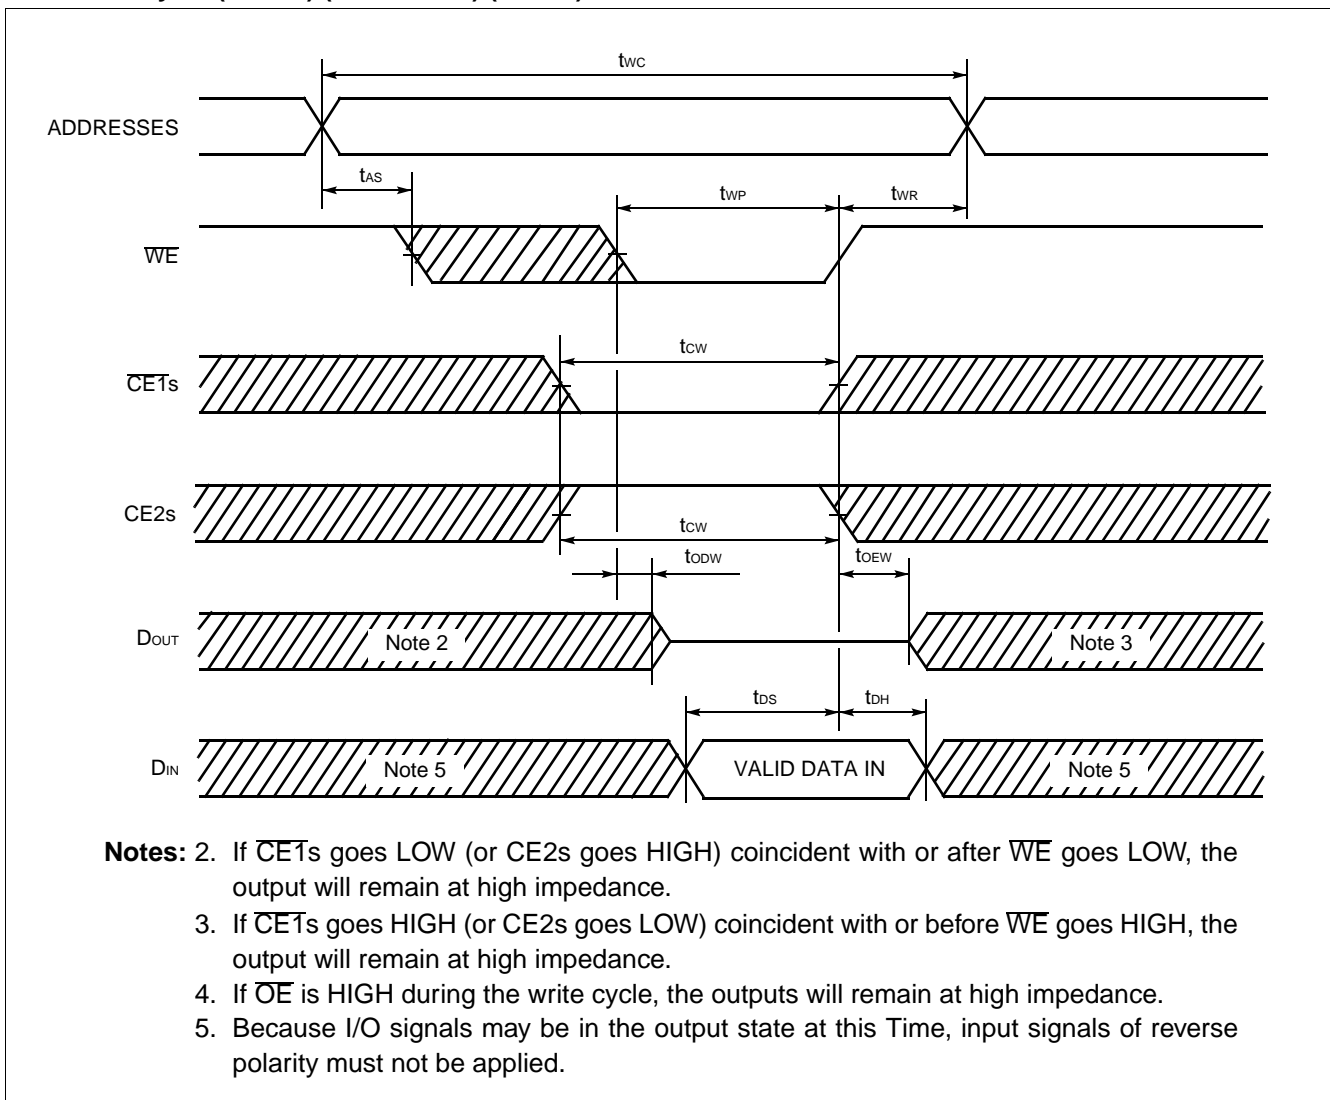 tWC
ADDRESSES
tAS
tWP
tWR
WE
tCW
CE1s
CE2s
tCW
tODW
tOEW
DOUT
Note 2
Note 3
tDS
tDH
DIN
Note 5
VALID DATA IN
Note 5
Notes: 2. If CE1s goes LOW (or CE2s goes HIGH) coincident with or after WE goes LOW, the
output will remain at high impedance.
3. If CE1s goes HIGH (or CE2s goes LOW) coincident with or before WE goes HIGH, the
output will remain at high impedance.
4. If OE is HIGH during the write cycle, the outputs will remain at high impedance.
5. Because I/O signals may be in the output state at this Time, input signals of reverse
polarity must not be applied.